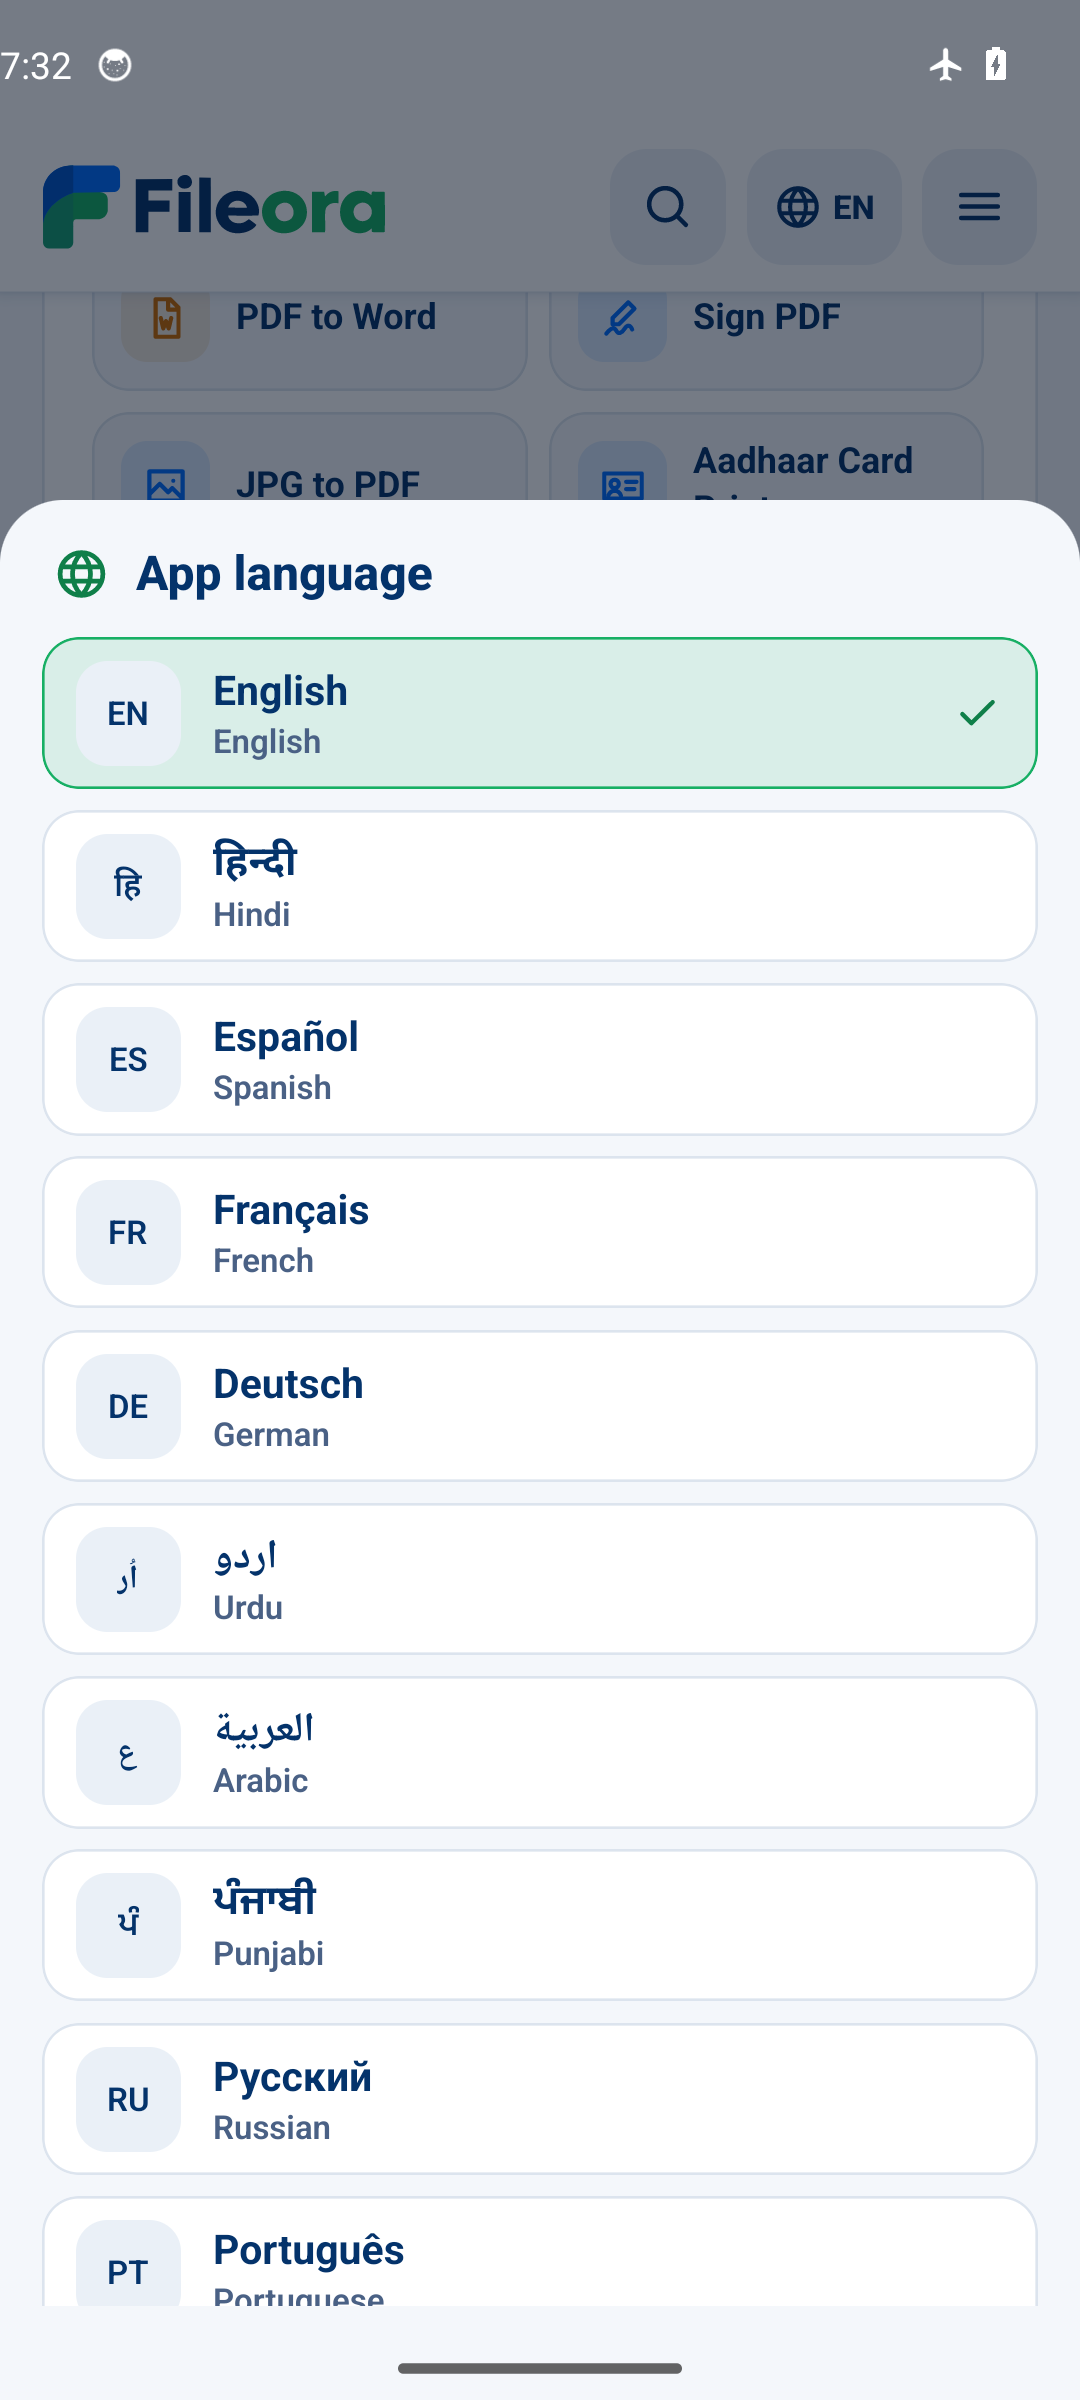 7:32
Fileora
EN
PDF to Word
Sign PDF
JPG to PDF
Aadhaar Card
App language
EN
English
English
हि
हिन्दी
Hindi
ES
Español
Spanish
FR
Français
French
DE
Deutsch
German
اُر
اردو
Urdu
ع
العربية
Arabic
ਪੰ
ਪੰਜਾਬੀ
Punjabi
RU
Русский
Russian
PT
Português
Portuguese